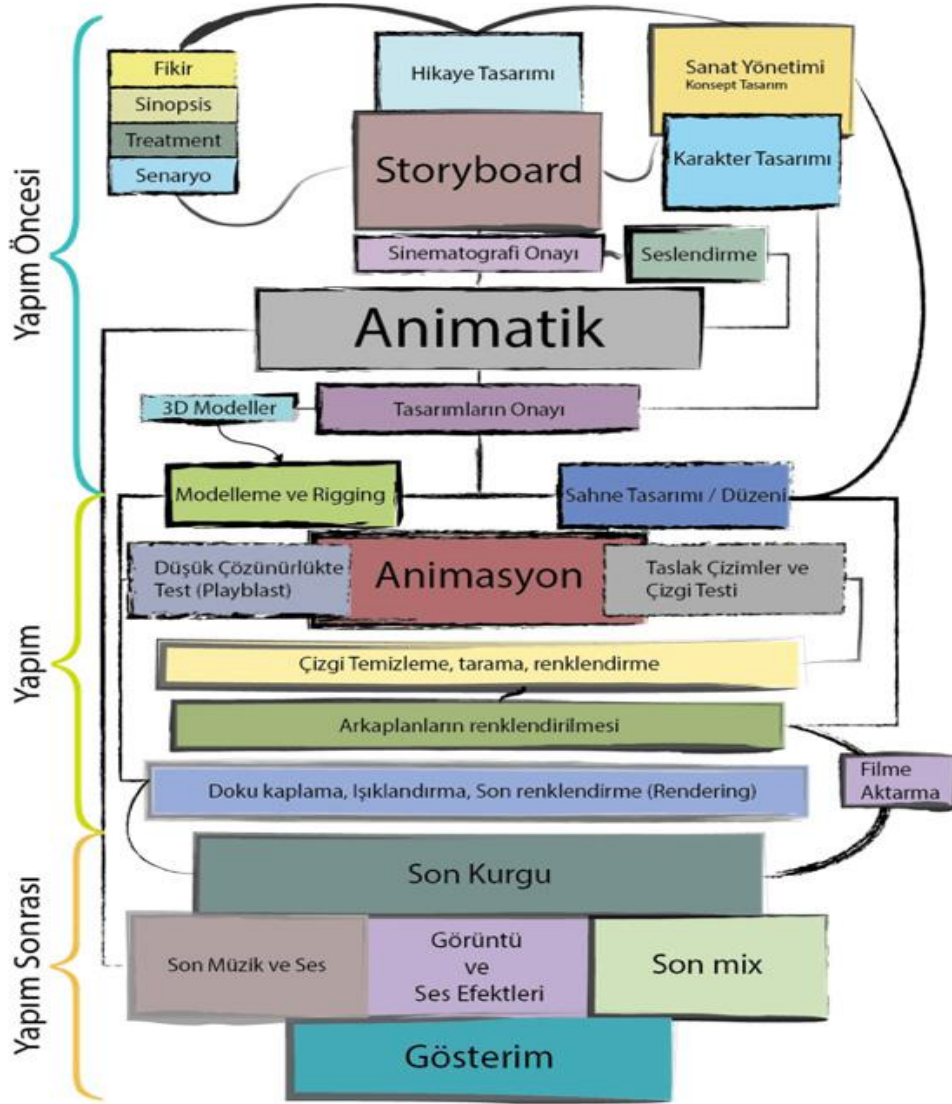 Yapım Öncesi
Fikir
Sinopsis
Treatment
Senaryo
Hikaye Tasarımı
Storyboard
Sanat Yönetimi
Konsept Tasarım
Karakter Tasarımı
Sinematografi Onayı
Seslendirme
Animatik
3D Modeller
Tasarımların Onayı
Modelleme ve Rigging
Sahne Tasarımı / Düzeni
Yapım
Düşük Çözünürlükte
Test (Playblast)
Animasyon
Taslak Çizimler ve
Çizgi Testi
Çizgi Temizleme, tarama, renklendirme
Arkaplanların renklendirilmesi
Doku kaplama, Işıklandırma, Son renklendirme (Rendering)
Filme
Aktarma
Yapım Sonrası
Son Kurgu
Son Müzik ve Ses
Görüntü
ve
Ses Efektleri
Son mix
Gösterim